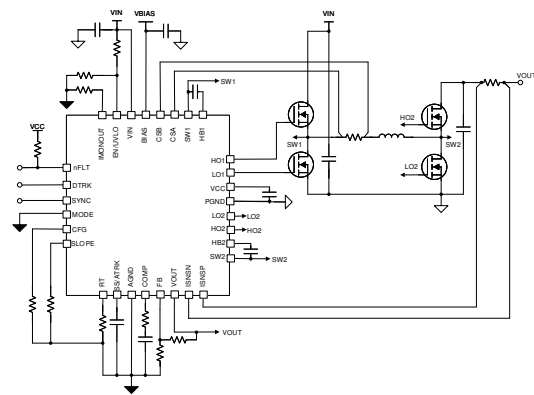 VIN
VBIAS
VIN
VOUT
SW1
IMONOUT
EN/UVLO
VIN
BIAS
CSB
CSA
SW1
HB1
VCC
nFLT
DTRK
SYNC
MODE
CFG
SLOPE
HO1
LO1
VCC
PGND
LO2
HO2
HB2
SW2
LO2
HO2
SW2
SW1
HO2
SW2
LO2
RT
SS/ATRK
AGND
COMP
FB
VOUT
ISNSN
ISNSP
VOUT